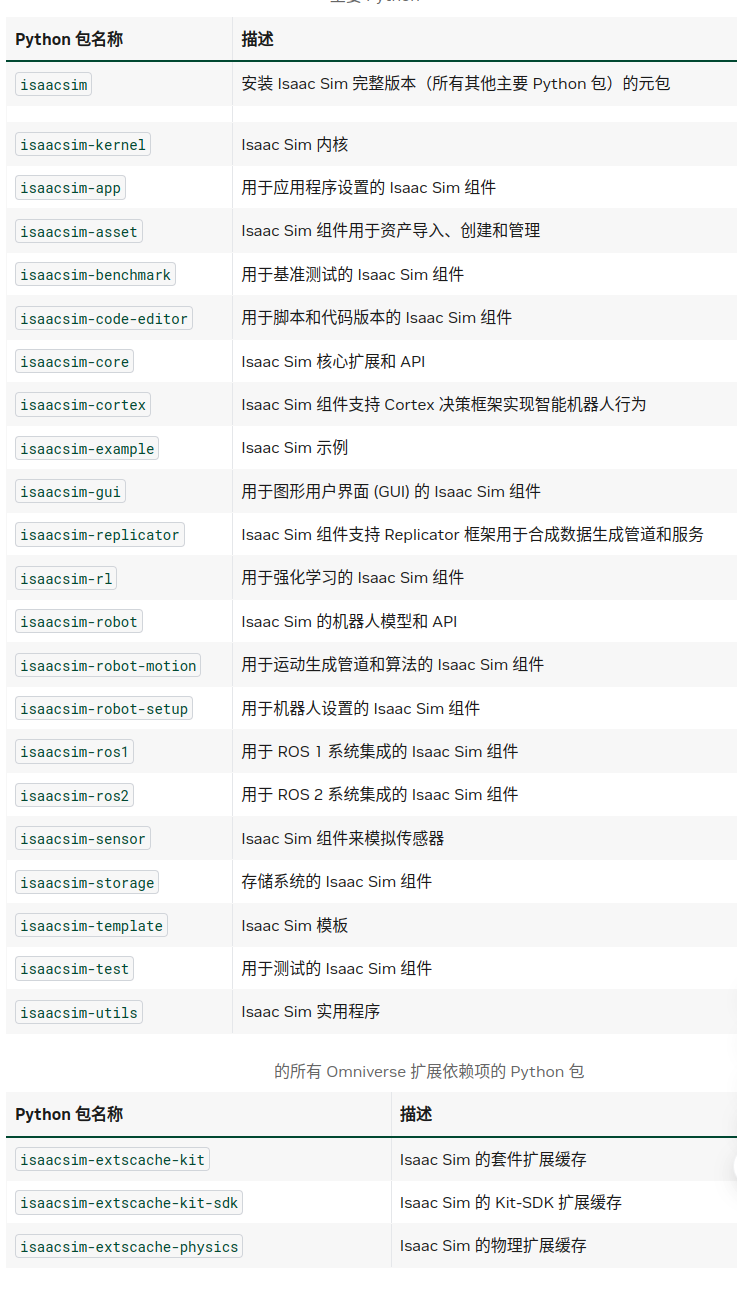 Python 包名称 描述
isaacsim 安装 Isaac Sim 完整版本（所有其他主要 Python 包）的元包
isaacsim-kernel Isaac Sim 内核
isaacsim-app 用于应用程序设置的 Isaac Sim 组件
isaacsim-asset Isaac Sim 组件用于资产导入、创建和管理
isaacsim-benchmark 用于基准测试的 Isaac Sim 组件
isaacsim-code-editor 用于脚本和代码版本的 Isaac Sim 组件
isaacsim-core Isaac Sim 核心扩展和 API
isaacsim-cortex Isaac Sim 组件支持 Cortex 决策框架实现智能机器人行为
isaacsim-example Isaac Sim 示例
isaacsim-gui 用于图形用户界面 (GUI) 的 Isaac Sim 组件
isaacsim-replicator Isaac Sim 组件支持 Replicator 框架用于合成数据生成管道和服务
isaacsim-rl 用于强化学习的 Isaac Sim 组件
isaacsim-robot Isaac Sim 的机器人模型和 API
isaacsim-robot-motion 用于运动生成管道和算法的 Isaac Sim 组件
isaacsim-robot-setup 用于机器人设置的 Isaac Sim 组件
isaacsim-ros1 用于 ROS 1 系统集成的 Isaac Sim 组件
isaacsim-ros2 用于 ROS 2 系统集成的 Isaac Sim 组件
isaacsim-sensor Isaac Sim 组件来模拟传感器
isaacsim-storage 存储系统的 Isaac Sim 组件
isaacsim-template Isaac Sim 模板
isaacsim-test 用于测试的 Isaac Sim 组件
isaacsim-utils Isaac Sim 实用程序
的所有 Omniverse 扩展依赖项的 Python 包
Python 包名称 描述
isaacsim-extscache-kit Isaac Sim 的套件扩展缓存
isaacsim-extscache-kit-sdk Isaac Sim 的 Kit-SDK 扩展缓存
isaacsim-extscache-physics Isaac Sim 的物理扩展缓存